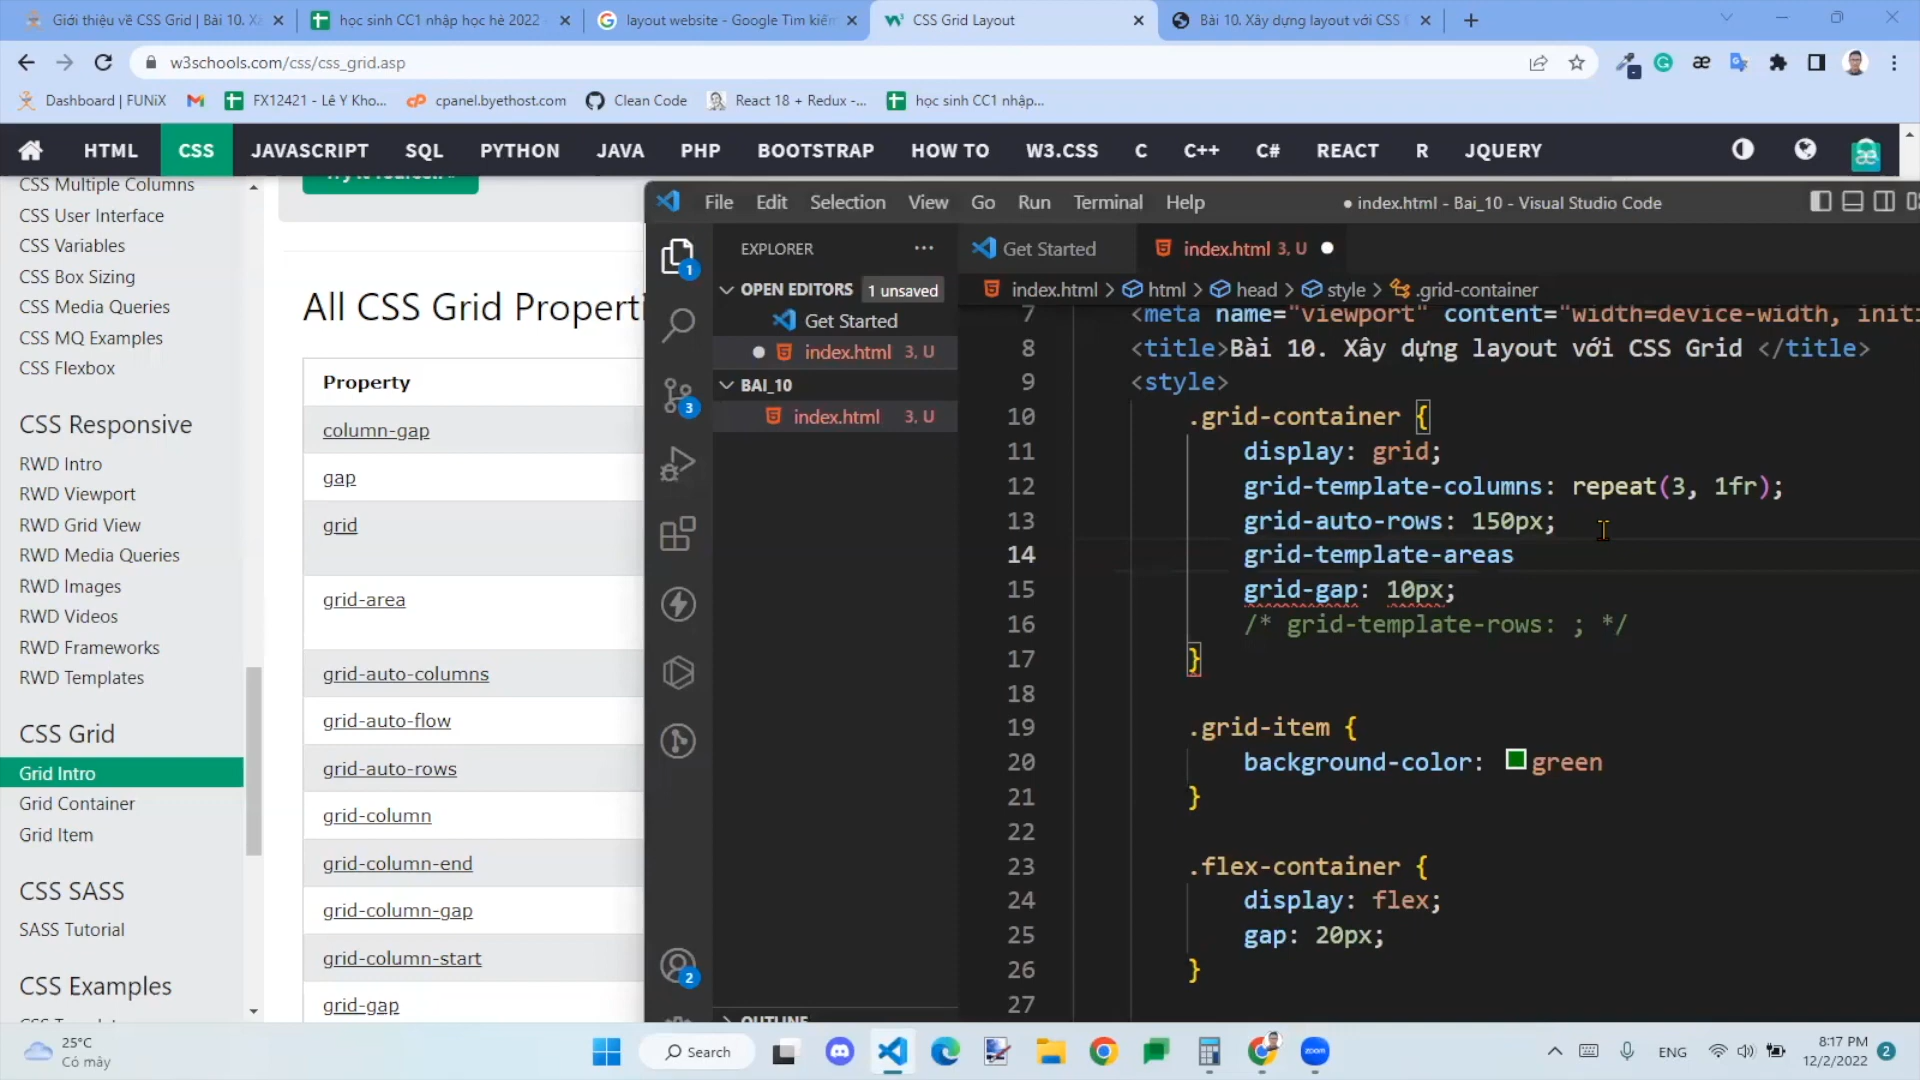 Giới thiệu về CSS Grid | Bài 10. X
học sinh CC1 nhập học hè 2022
layout website - Google Tìm kiếm
CSS Grid Layout
Bài 10. Xây dựng layout với CSS
w3schools.com/css/css_grid.asp
Dashboard | FUNiX
FX12421 - Lê Y Kho...
cpanel.byethost.com
Clean Code
React 18 + Redux -...
học sinh CC1 nhập...
HTML
CSS
JAVASCRIPT
SQL
PYTHON
JAVA
PHP
BOOTSTRAP
HOW TO
W3.CSS
C
C++
C#
REACT
R
JQUERY
CSS Multiple Columns
CSS User Interface
CSS Variables
CSS Box Sizing
CSS Media Queries
CSS MQ Examples
CSS Flexbox
CSS Responsive
RWD Intro
RWD Viewport
RWD Grid View
RWD Media Queries
RWD Images
RWD Videos
RWD Frameworks
RWD Templates
CSS Grid
Grid Intro
Grid Container
Grid Item
CSS SASS
SASS Tutorial
CSS Examples
All CSS Grid Properti
Property
column-gap
gap
grid
grid-area
grid-auto-columns
grid-auto-flow
grid-auto-rows
grid-column
grid-column-end
grid-column-gap
grid-column-start
grid-gap
File Edit Selection View Go Run Terminal Help
● index.html - Bai_10 - Visual Studio Code
EXPLORER
OPEN EDITORS 1 unsaved
Get Started
index.html 3, U
BAI_10
index.html 3, U
OUTLINE
Get Started
index.html 3, U
index.html > html > head > style > .grid-container
7 <meta name="viewport" content="width=device-width, initi
8 <title>Bài 10. Xây dựng layout với CSS Grid </title>
9 <style>
10 .grid-container {
11 display: grid;
12 grid-template-columns: repeat(3, 1fr);
13 grid-auto-rows: 150px;
14 grid-template-areas
15 grid-gap: 10px;
16 /* grid-template-rows: ; */
17 }
18
19 .grid-item {
20 background-color: green
21 }
22
23 .flex-container {
24 display: flex;
25 gap: 20px;
26 }
27
25°C
Có mây
Search
zoom
ENG
8:17 PM
12/2/2022
2